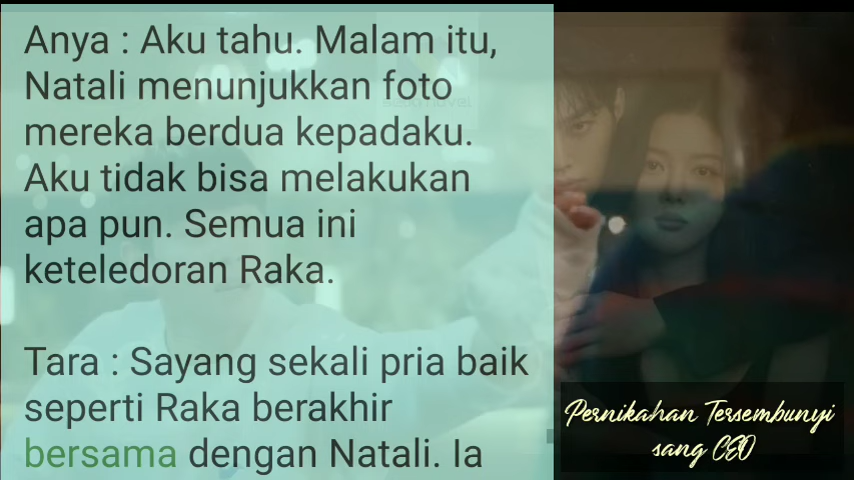 Anya : Aku tahu. Malam itu,
Natali menunjukkan foto
mereka berdua kepadaku.
Aku tidak bisa melakukan
apa pun. Semua ini
keteledoran Raka.
Tara : Sayang sekali pria baik
seperti Raka berakhir
bersama dengan Natali. Ia
Pernikahan Tersembunyi
sang CEO